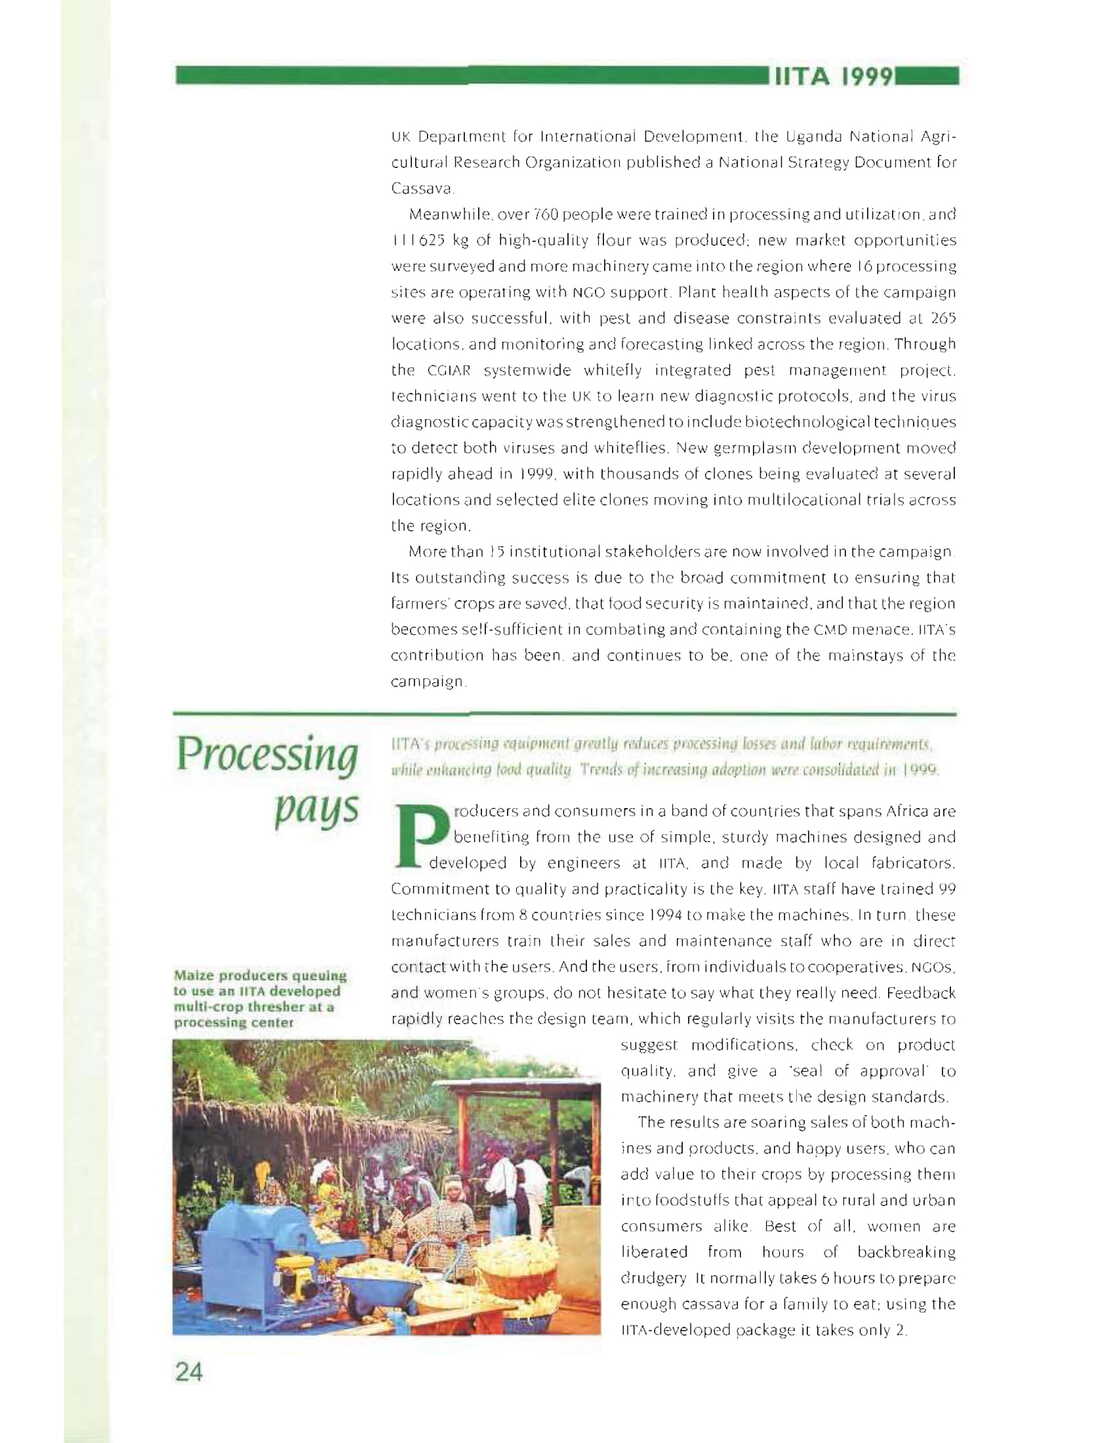 IITA 1999
UK Department for International Development, the Uganda National Agri-
cultural Research Organization published a National Strategy Document for
Cassava.
Meanwhile, over 760 people were trained in processing and utilization, and
111625 kg of high-quality flour was produced; new market opportunities
were surveyed and more machinery came into the region where 16 processing
sites are operating with NGO support. Plant health aspects of the campaign
were also successful, with pest and disease constraints evaluated at 265
locations, and monitoring and forecasting linked across the region. Through
the CGIAR systemwide whitefly integrated pest management project,
technicians went to the UK to learn new diagnostic protocols, and the virus
diagnostic capacity was strengthened to include biotechnological techniques
to detect both viruses and whiteflies. New germplasm development moved
rapidly ahead in 1999, with thousands of clones being evaluated at several
locations and selected elite clones moving into multilocational trials across
the region.
More than 15 institutional stakeholders are now involved in the campaign.
Its outstanding success is due to the broad commitment to ensuring that
farmers' crops are saved, that food security is maintained, and that the region
becomes self-sufficient in combating and containing the CMD menace. IITA's
contribution has been, and continues to be, one of the mainstays of the
campaign.
Processing
pays
IITA's processing equipment greatly reduces processing losses and labor requirements,
while enhancing food quality. Trends of increasing adoption were consolidated in 1999.
Producers and consumers in a band of countries that spans Africa are
benefiting from the use of simple, sturdy machines designed and
developed by engineers at IITA, and made by local fabricators.
Commitment to quality and practicality is the key. IITA staff have trained 99
technicians from 8 countries since 1994 to make the machines. In turn, these
manufacturers train their sales and maintenance staff who are in direct
contact with the users. And the users, from individuals to cooperatives, NGOs,
and women's groups, do not hesitate to say what they really need. Feedback
rapidly reaches the design team, which regularly visits the manufacturers to
suggest modifications, check on product
quality, and give a 'seal of approval' to
machinery that meets the design standards.
The results are soaring sales of both mach-
ines and products, and happy users, who can
add value to their crops by processing them
into foodstuffs that appeal to rural and urban
consumers alike. Best of all, women are
liberated from hours of backbreaking
drudgery. It normally takes 6 hours to prepare
enough cassava for a family to eat; using the
IITA-developed package it takes only 2.
Maize producers queuing
to use an IITA developed
multi-crop thresher at a
processing center
24